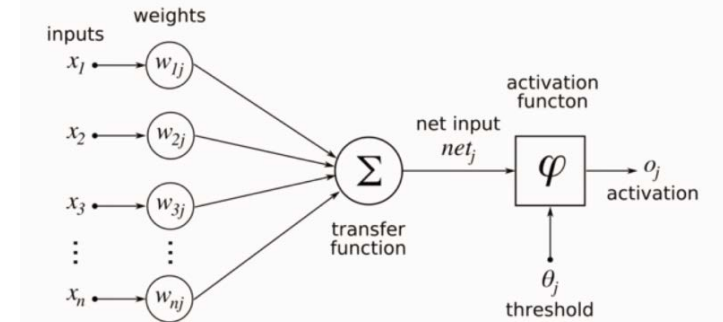 weights
inputs
x1
w1j
x2
w2j
x3
w3j
⋮
⋮
xn
wnj
Σ
transfer
function
net input
netj
activation
functon
φ
oj
activation
θj
threshold